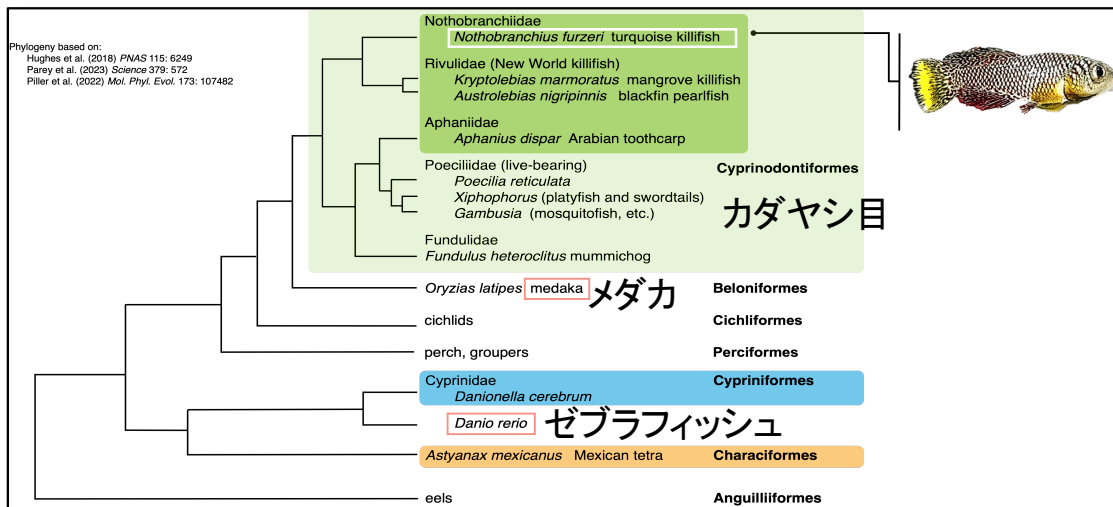 Phylogeny based on:
Hughes et al. (2018) PNAS 115: 6249
Parey et al. (2023) Science 379: 572
Piller et al. (2022) Mol. Phyl. Evol. 173: 107482
Nothobranchiidae
Nothobranchius furzeri turquoise killifish
Rivulidae (New World killifish)
Kryptolebias marmoratus mangrove killifish
Austrolebias nigripinnis blackfin pearlfish
Aphaniidae
Aphanius dispar Arabian toothcarp
Poeciliidae (live-bearing) Cyprinodontiformes
Poecilia reticulata
Xiphophorus (platyfish and swordtails)
Gambusia (mosquitofish, etc.)
カダヤシ目
Fundulidae
Fundulus heteroclitus mummichog
Oryzias latipes medaka メダカ Beloniformes
cichlids Cichliformes
perch, groupers Perciformes
Cyprinidae Cypriniformes
Danionella cerebrum
Danio rerio ゼブラフィッシュ
Astyanax mexicanus Mexican tetra Characiformes
eels Anguilliiformes